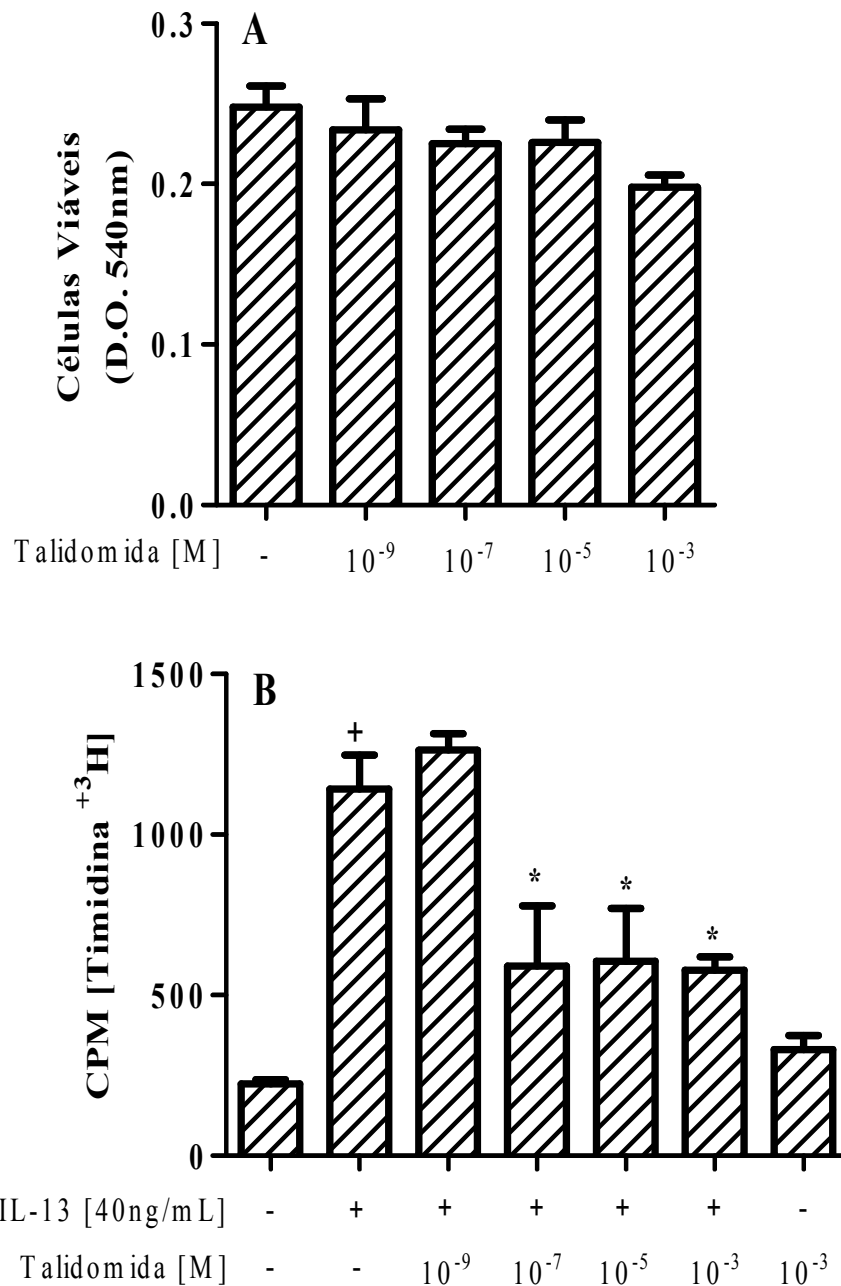 A
0.3
0.2
0.1
0.0
Células Viáveis
(D.O. 540nm)
Talidomida [M] - 10⁻⁹ 10⁻⁷ 10⁻⁵ 10⁻³
B
1500
1000
500
0
CPM [Timidina ⁺³H]
+
*
*
*
IL-13 [40ng/mL] - + + + + + -
Talidomida [M] - - 10⁻⁹ 10⁻⁷ 10⁻⁵ 10⁻³ 10⁻³